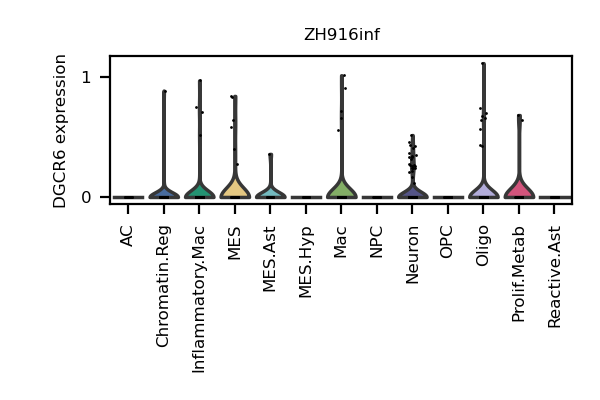 ZH916inf
DGCR6 expression
1
0
AC
Chromatin.Reg
Inflammatory.Mac
MES
MES.Ast
MES.Hyp
Mac
NPC
Neuron
OPC
Oligo
Prolif.Metab
Reactive.Ast